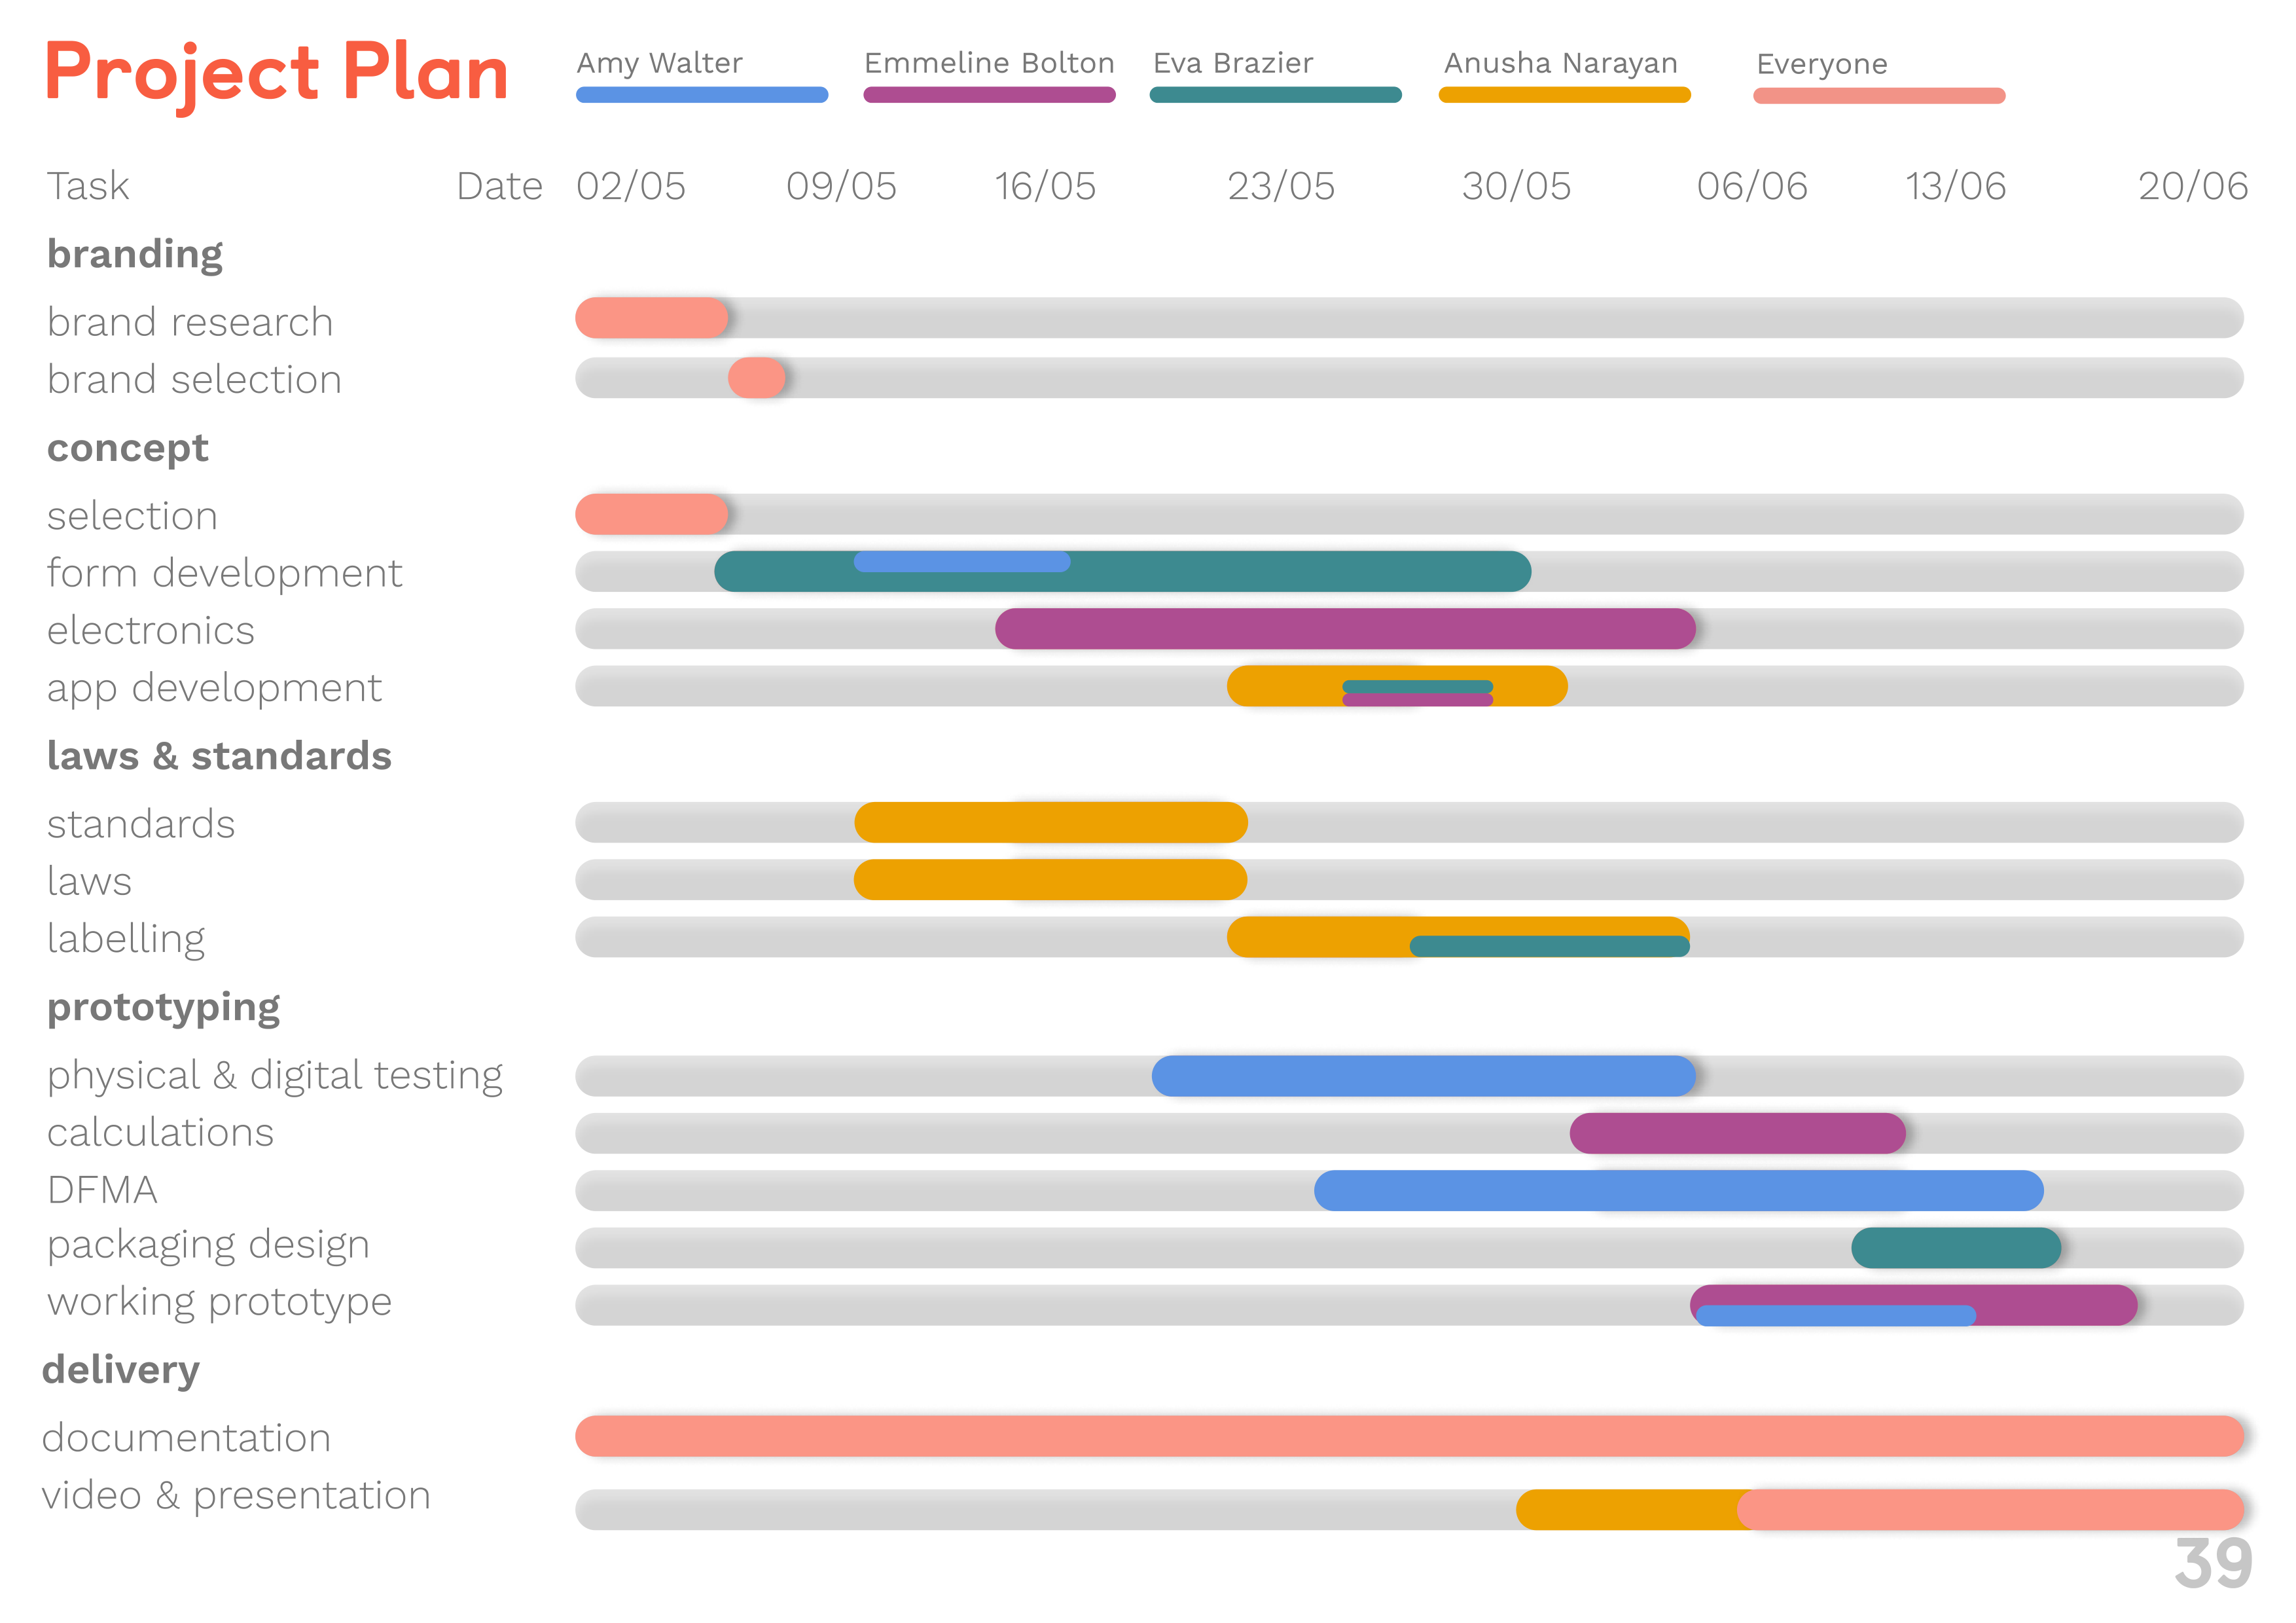 Project Plan
Amy Walter Emmeline Bolton Eva Brazier Anusha Narayan Everyone
Task Date 02/05 09/05 16/05 23/05 30/05 06/06 13/06 20/06
branding
brand research
brand selection
concept
selection
form development
electronics
app development
laws & standards
standards
laws
labelling
prototyping
physical & digital testing
calculations
DFMA
packaging design
working prototype
delivery
documentation
video & presentation
39